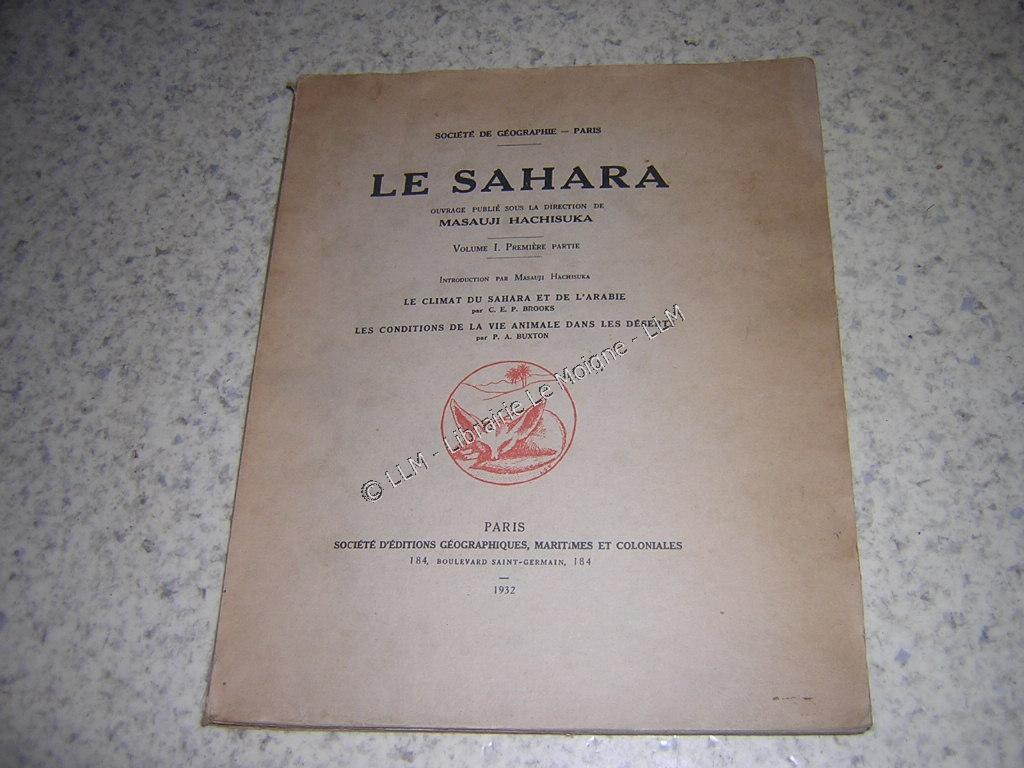 SOCIÉTÉ DE GÉOGRAPHIE — PARIS
LE SAHARA
OUVRAGE PUBLIÉ SOUS LA DIRECTION DE
MASAUJI HACHISUKA
VOLUME I. PREMIÈRE PARTIE
INTRODUCTION PAR MASAUJI HACHISUKA
LE CLIMAT DU SAHARA ET DE L'ARABIE
par C. E. P. BROOKS
LES CONDITIONS DE LA VIE ANIMALE DANS LES DÉSERTS
par P. A. BUXTON
© LLM - Librairie Le Moigne - LLM
PARIS
SOCIÉTÉ D'ÉDITIONS GÉOGRAPHIQUES, MARITIMES ET COLONIALES
184, BOULEVARD SAINT-GERMAIN, 184
1932